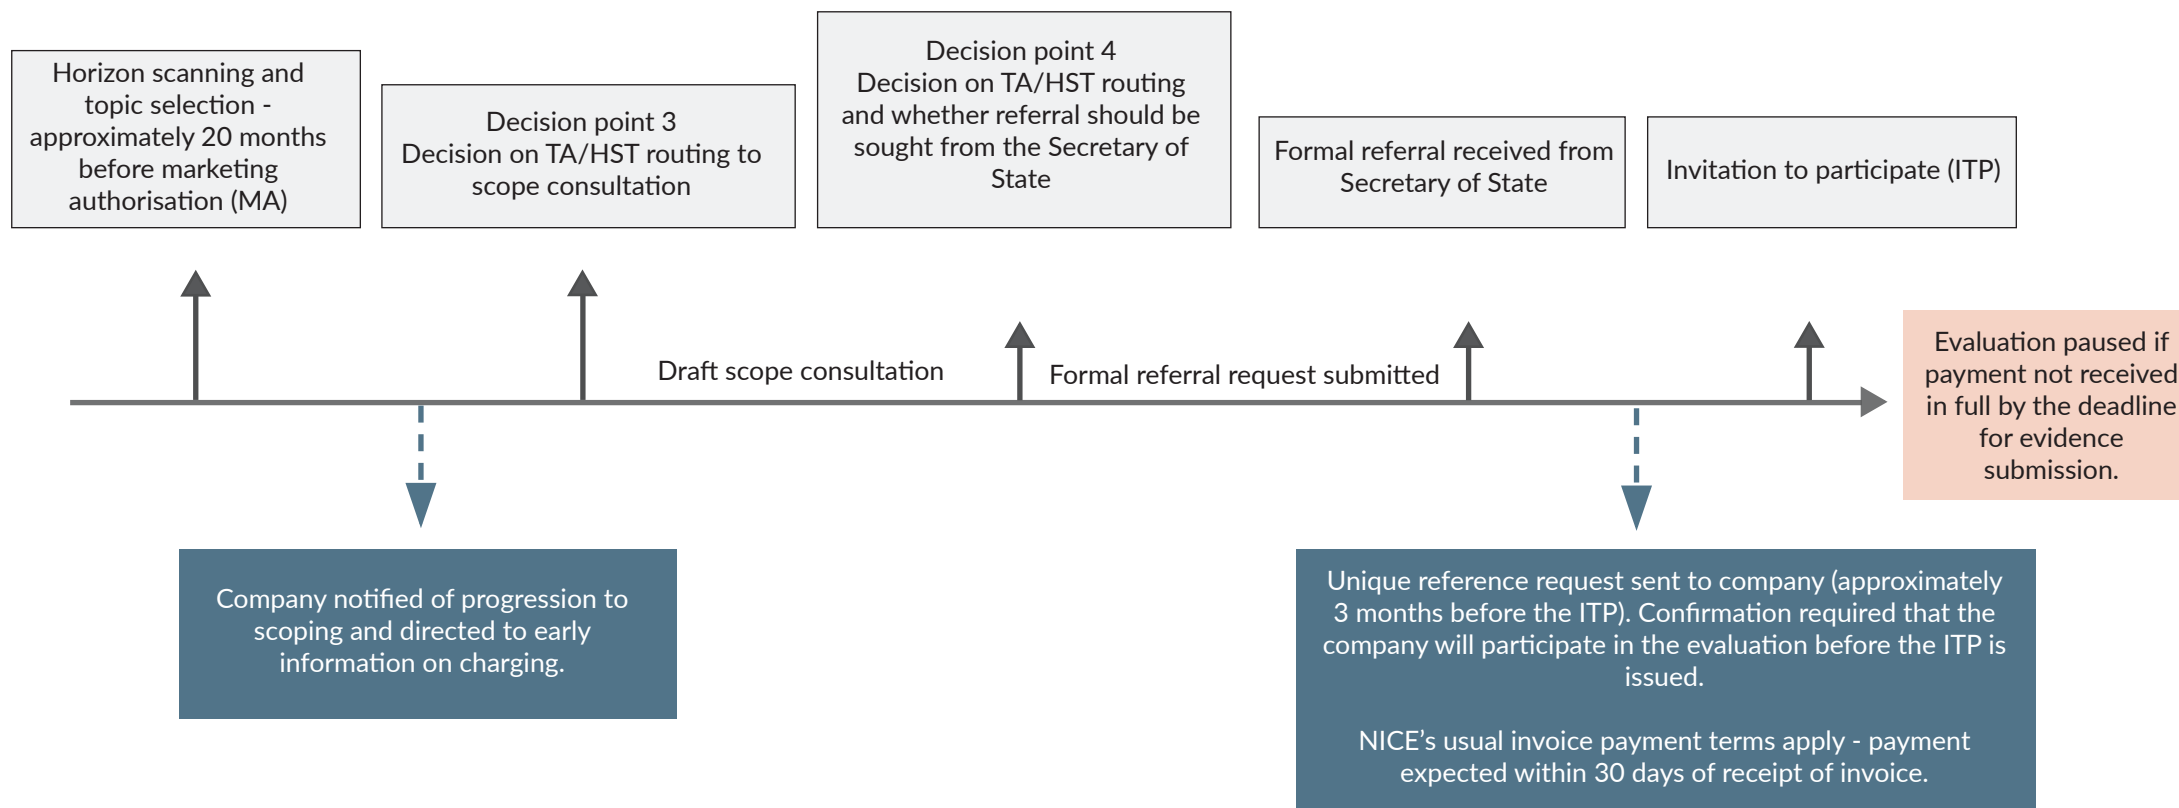 Horizon scanning and
topic selection -
approximately 20 months
before marketing
authorisation (MA)
Decision point 3
Decision on TA/HST routing to
scope consultation
Decision point 4
Decision on TA/HST routing
and whether referral should be
sought from the Secretary of
State
Formal referral received from
Secretary of State
Invitation to participate (ITP)
Draft scope consultation
Formal referral request submitted
Evaluation paused if
payment not received
in full by the deadline
for evidence
submission.
Company notified of progression to
scoping and directed to early
information on charging.
Unique reference request sent to company (approximately
3 months before the ITP). Confirmation required that the
company will participate in the evaluation before the ITP is
issued.
NICE’s usual invoice payment terms apply - payment
expected within 30 days of receipt of invoice.